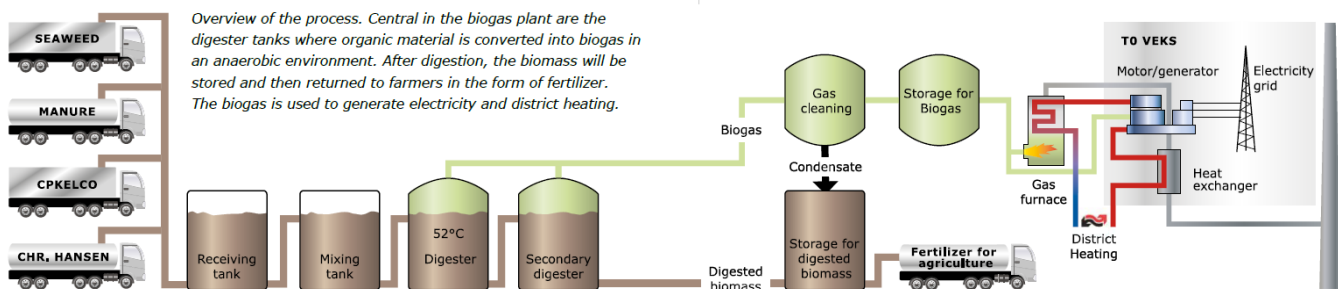 SEAWEED
MANURE
CPKELCO
CHR, HANSEN
Overview of the process. Central in the biogas plant are the
digester tanks where organic material is converted into biogas in
an anaerobic environment. After digestion, the biomass will be
stored and then returned to farmers in the form of fertilizer.
The biogas is used to generate electricity and district heating.
Receiving
tank
Mixing
tank
52°C
Digester
Secondary
digester
Biogas
Digested
biomass
Gas
cleaning
Condensate
Storage for
digested
biomass
Storage for
Biogas
Fertilizer for
agriculture
Gas
furnace
TO VEKS
Motor/generator
Electricity
grid
Heat
exchanger
District
Heating